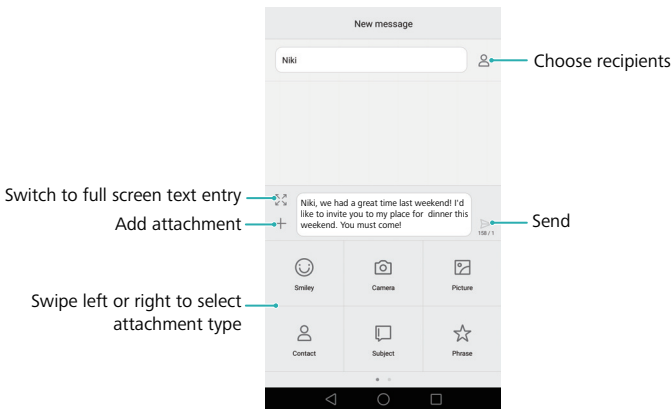 New message
Niki
Choose recipients
Switch to full screen text entry
Niki, we had a great time last weekend! I'd
like to invite you to my place for dinner this
weekend. You must come!
Add attachment
Send
198 / 1
Smiley
Camera
Picture
Swipe left or right to select
attachment type
Contact
Subject
Phrase